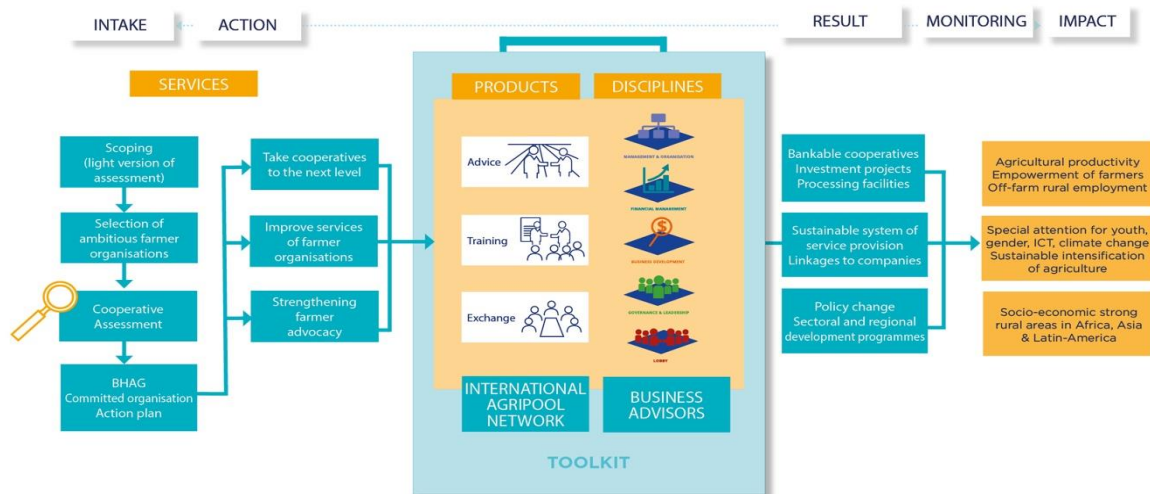 INTAKE
ACTION
RESULT
MONITORING
IMPACT
SERVICES
Scoping
(light version of
assessment)
Selection of
ambitious farmer
organisations
Cooperative
Assessment
BHAG
Committed organisation
Action plan
Take cooperatives
to the next level
Improve services
of farmer
organisations
Strengthening
farmer
advocacy
PRODUCTS
DISCIPLINES
Advice
Training
Exchange
MANAGEMENT & ORGANIZATION
FINANCIAL MANAGEMENT
BUSINESS DEVELOPMENT
GOVERNANCE & LEADERSHIP
LOBBY
INTERNATIONAL
AGRIPOOL
NETWORK
BUSINESS
ADVISORS
TOOLKIT
Bankable cooperatives
Investment projects
Processing facilities
Sustainable system of
service provision
Linkages to companies
Policy change
Sectoral and regional
development programmes
Agricultural productivity
Empowerment of farmers
Off-farm rural employment
Special attention for youth,
gender, ICT, climate change
Sustainable intensification
of agriculture
Socio-economic strong
rural areas in Africa, Asia
& Latin-America